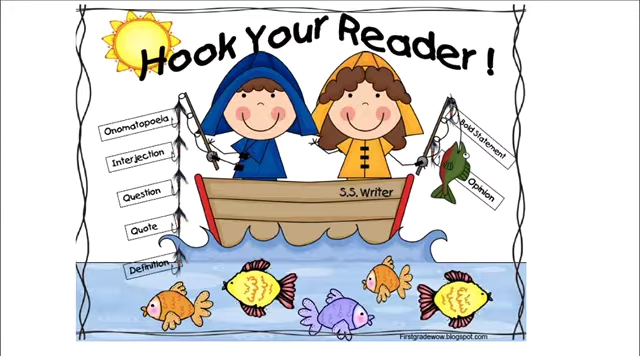 Hook Your Reader !
Onomatopoeia
Interjection
Question
Quote
Definition
Bold Statement
Opinion
S.S. Writer
Firstgradewow.blogspot.com